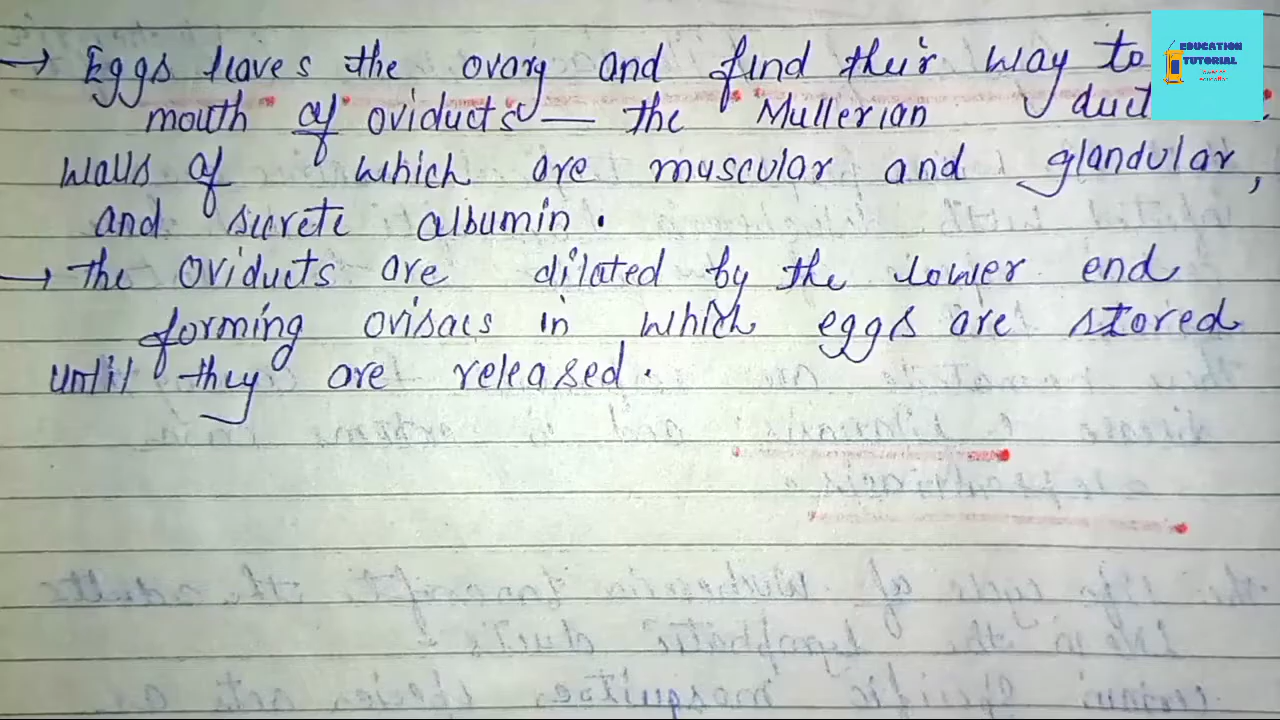 → Eggs leaves the ovary and find their way to
mouth of oviducts — the Mullerian duct
walls of which are muscular and glandular,
and secrete albumin.
→ the oviducts are dilated by the lower end
forming ovisacs in which eggs are stored
until they are released.
EDUCATION
TUTORIAL